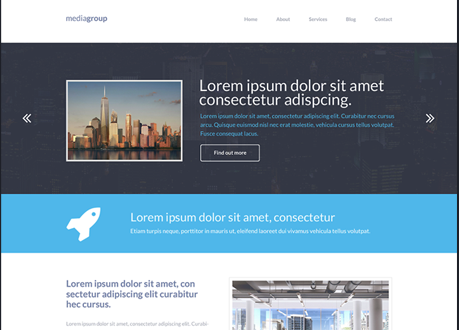 mediagroup
Home About Services Blog Contact
Lorem ipsum dolor sit amet
consectetur adispcing.
Lorem ipsum dolor sit amet, consectetur adipiscing elit. Curabitur nec
arcu. Quisque euismod nisl nec erat molestie, vehicula cursus tellus volutpat.
Fusce consequat lacus.
Find out more
Lorem ipsum dolor sit amet, consectetur
Etiam turpis neque, porttitor in mauris ut, eleifend laoreet dui vivamus vehicula tellus volutpat.
Lorem ipsum dolor sit amet, con
sectetur adipiscing elit curabitur
hec cursus.
Lorem ipsum dolor sit amet, consectetur adipiscing elit. Curabi